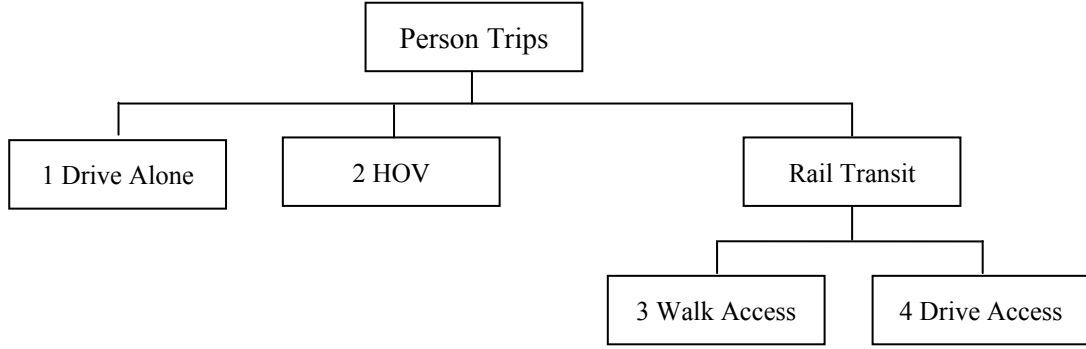 Person Trips
1 Drive Alone
2 HOV
Rail Transit
3 Walk Access
4 Drive Access